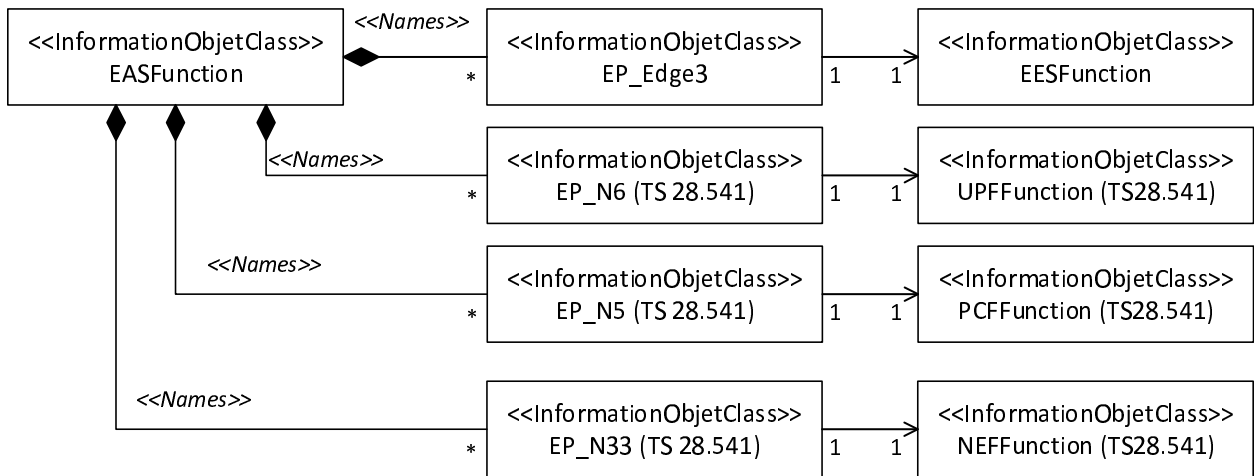 <<Names>>
<<InformationObjetClass>>
EASFunction
*
<<InformationObjetClass>>
EP_Edge3
1
1
<<InformationObjetClass>>
EESFunction
<<Names>>
*
<<InformationObjetClass>>
EP_N6 (TS 28.541)
1
1
<<InformationObjetClass>>
UPFFunction (TS28.541)
<<Names>>
*
<<InformationObjetClass>>
EP_N5 (TS 28.541)
1
1
<<InformationObjetClass>>
PCFFunction (TS28.541)
<<Names>>
*
<<InformationObjetClass>>
EP_N33 (TS 28.541)
1
1
<<InformationObjetClass>>
NEFFunction (TS28.541)